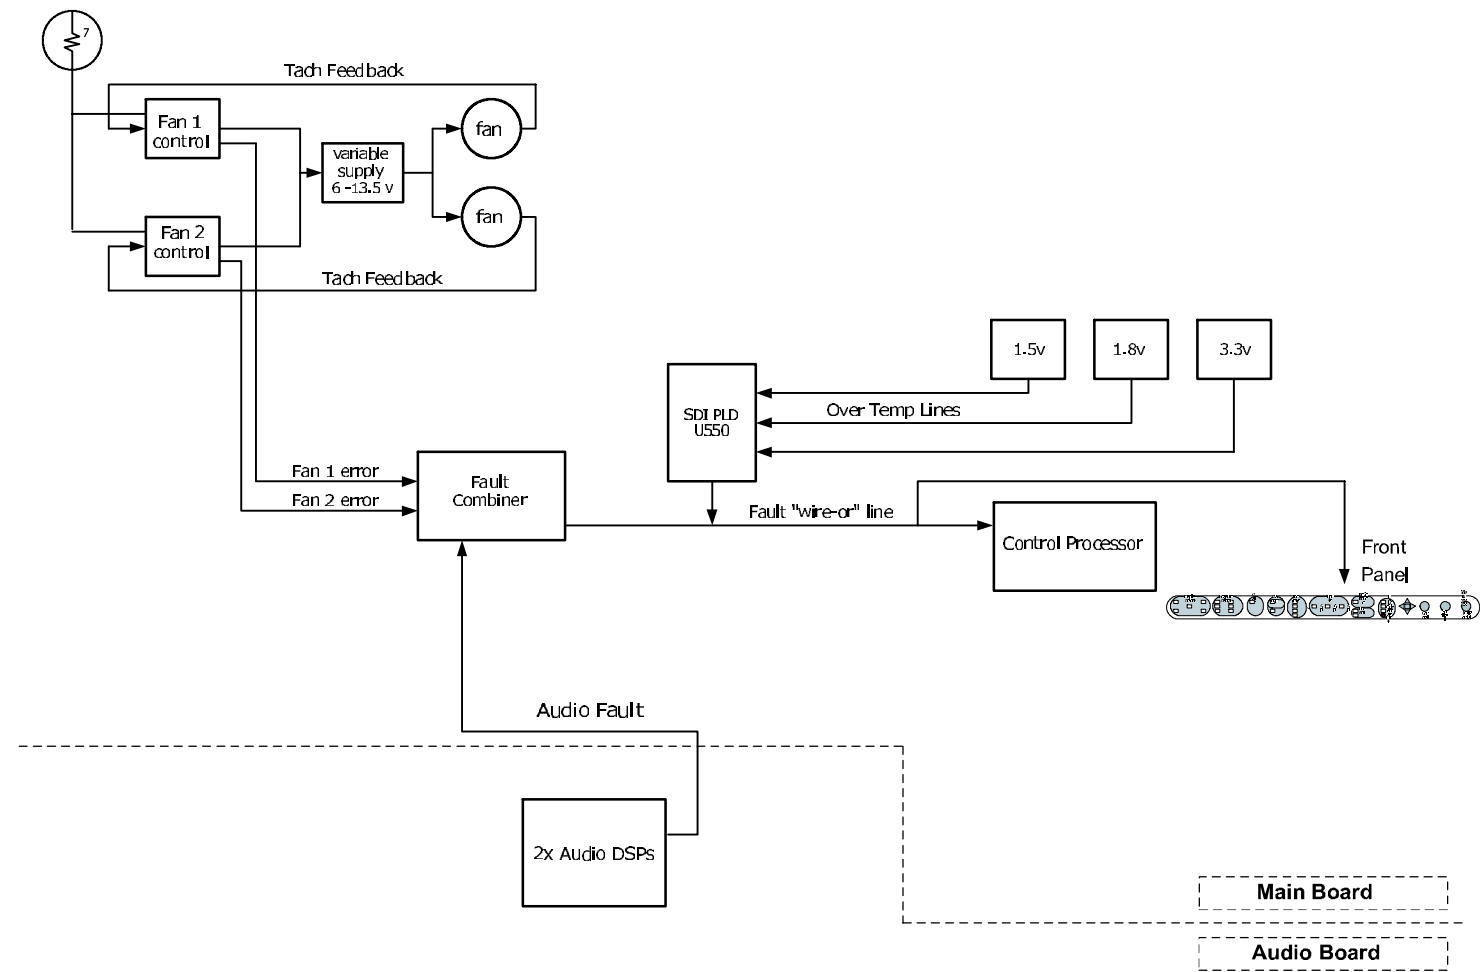 7
Tach Feedback
Fan 1
control
fan
variable
supply
6 -13.5 v
fan
Fan 2
control
Tach Feedback
1.5v
1.8v
3.3v
SDI PLD
U550
Over Temp Lines
Fan 1 error
Fan 2 error
Fault
Combiner
Fault "wire-or" line
Control Processor
Front
Panel
Audio Fault
2x Audio DSPs
Main Board
Audio Board